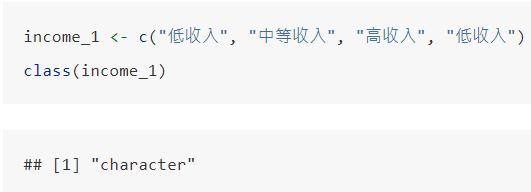 income_1 <- c("低收入", "中等收入", "高收入", "低收入")
class(income_1)
## [1] "character"